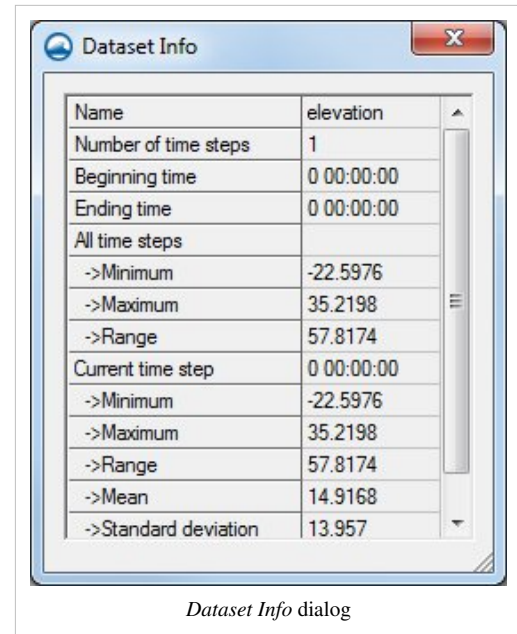 Dataset Info
Name elevation
Number of time steps 1
Beginning time 0 00:00:00
Ending time 0 00:00:00
All time steps
->Minimum -22.5976
->Maximum 35.2198
->Range 57.8174
Current time step 0 00:00:00
->Minimum -22.5976
->Maximum 35.2198
->Range 57.8174
->Mean 14.9168
->Standard deviation 13.957
Dataset Info dialog